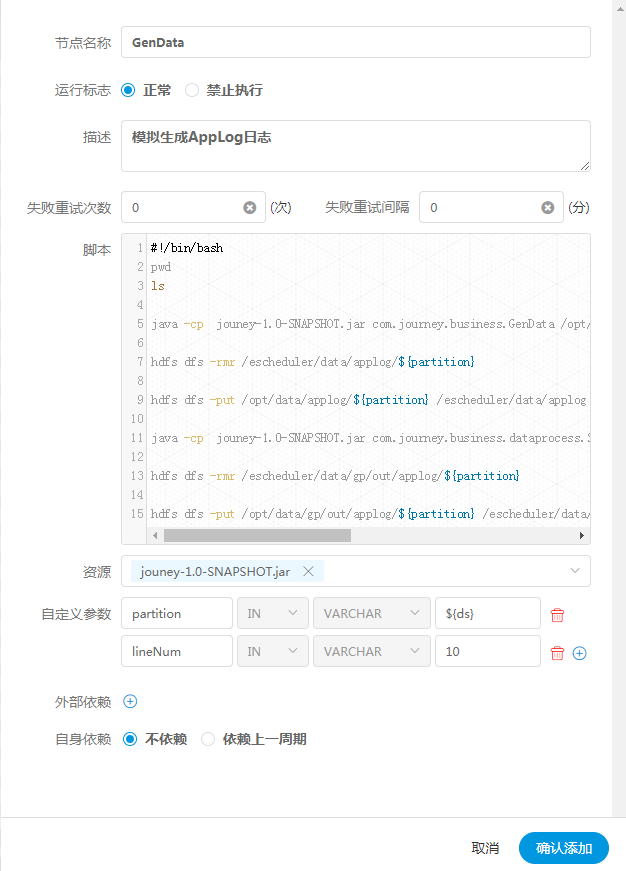 节点名称 GenData
运行标志 正常 禁止执行
描述 模拟生成AppLog日志
失败重试次数 0 (次) 失败重试间隔 0 (分)
脚本
1 #!/bin/bash
2 pwd
3 ls
4
5 java -cp  jouney-1.0-SNAPSHOT.jar com.journey.business.GenData /opt/
6
7 hdfs dfs -rmr /escheduler/data/applog/${partition}
8
9 hdfs dfs -put /opt/data/applog/${partition} /escheduler/data/applog
10
11 java -cp  jouney-1.0-SNAPSHOT.jar com.journey.business.dataprocess.
12
13 hdfs dfs -rmr /escheduler/data/gp/out/applog/${partition}
14
15 hdfs dfs -put /opt/data/gp/out/applog/${partition} /escheduler/data/
资源 jouney-1.0-SNAPSHOT.jar
自定义参数 partition IN VARCHAR ${ds}
lineNum IN VARCHAR 10
外部依赖
自身依赖 不依赖 依赖上一周期
取消 确认添加